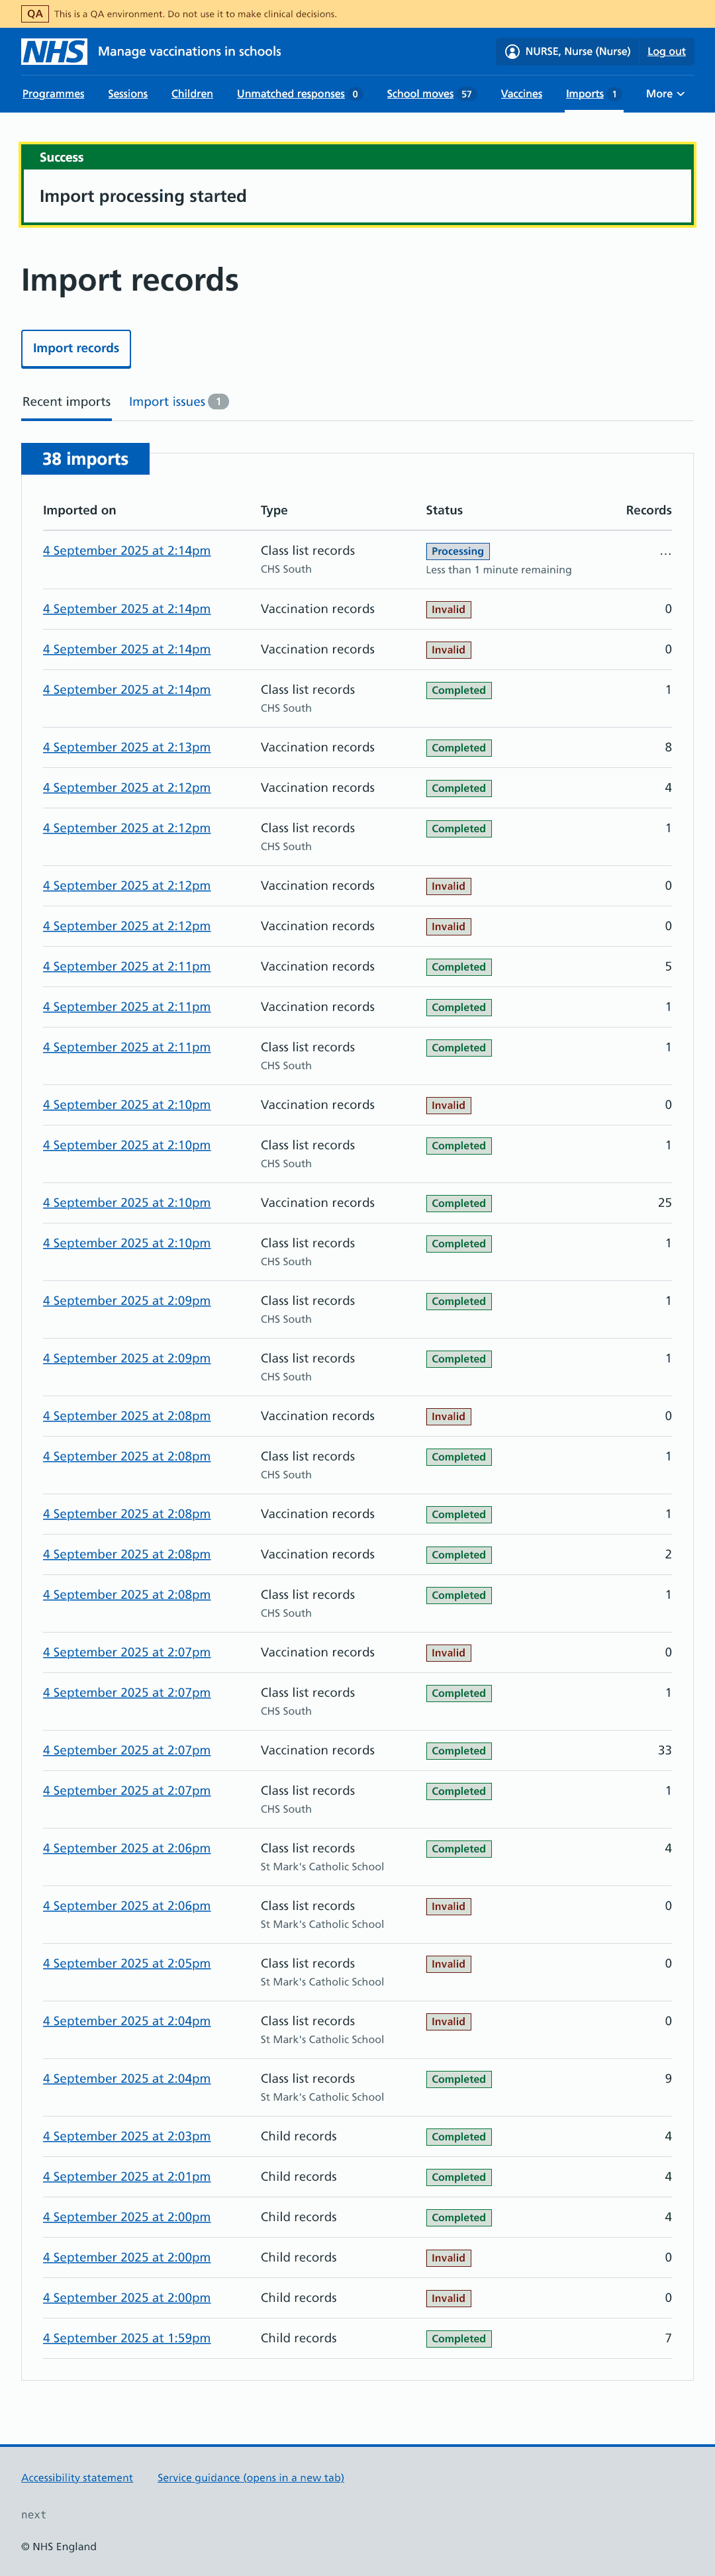 QA This is a QA environment. Do not use it to make clinical decisions.
NHS Manage vaccinations in schools NURSE, Nurse (Nurse) Log out
Programmes Sessions Children Unmatched responses 0 School moves 57 Vaccines Imports 1 More
Success
Import processing started
Import records
Import records
Recent imports Import issues 1
38 imports
Imported on Type Status Records
4 September 2025 at 2:14pm Class list records Processing ...
CHS South Less than 1 minute remaining
4 September 2025 at 2:14pm Vaccination records Invalid 0
4 September 2025 at 2:14pm Vaccination records Invalid 0
4 September 2025 at 2:14pm Class list records Completed 1
CHS South
4 September 2025 at 2:13pm Vaccination records Completed 8
4 September 2025 at 2:12pm Vaccination records Completed 4
4 September 2025 at 2:12pm Class list records Completed 1
CHS South
4 September 2025 at 2:12pm Vaccination records Invalid 0
4 September 2025 at 2:12pm Vaccination records Invalid 0
4 September 2025 at 2:11pm Vaccination records Completed 5
4 September 2025 at 2:11pm Vaccination records Completed 1
4 September 2025 at 2:11pm Class list records Completed 1
CHS South
4 September 2025 at 2:10pm Vaccination records Invalid 0
4 September 2025 at 2:10pm Class list records Completed 1
CHS South
4 September 2025 at 2:10pm Vaccination records Completed 25
4 September 2025 at 2:10pm Class list records Completed 1
CHS South
4 September 2025 at 2:09pm Class list records Completed 1
CHS South
4 September 2025 at 2:09pm Class list records Completed 1
CHS South
4 September 2025 at 2:08pm Vaccination records Invalid 0
4 September 2025 at 2:08pm Class list records Completed 1
CHS South
4 September 2025 at 2:08pm Vaccination records Completed 1
4 September 2025 at 2:08pm Vaccination records Completed 2
4 September 2025 at 2:08pm Class list records Completed 1
CHS South
4 September 2025 at 2:07pm Vaccination records Invalid 0
4 September 2025 at 2:07pm Class list records Completed 1
CHS South
4 September 2025 at 2:07pm Vaccination records Completed 33
4 September 2025 at 2:07pm Class list records Completed 1
CHS South
4 September 2025 at 2:06pm Class list records Completed 4
St Mark's Catholic School
4 September 2025 at 2:06pm Class list records Invalid 0
St Mark's Catholic School
4 September 2025 at 2:05pm Class list records Invalid 0
St Mark's Catholic School
4 September 2025 at 2:04pm Class list records Invalid 0
St Mark's Catholic School
4 September 2025 at 2:04pm Class list records Completed 9
St Mark's Catholic School
4 September 2025 at 2:03pm Child records Completed 4
4 September 2025 at 2:01pm Child records Completed 4
4 September 2025 at 2:00pm Child records Completed 4
4 September 2025 at 2:00pm Child records Invalid 0
4 September 2025 at 2:00pm Child records Invalid 0
4 September 2025 at 1:59pm Child records Completed 7
Accessibility statement Service guidance (opens in a new tab)
next
© NHS England